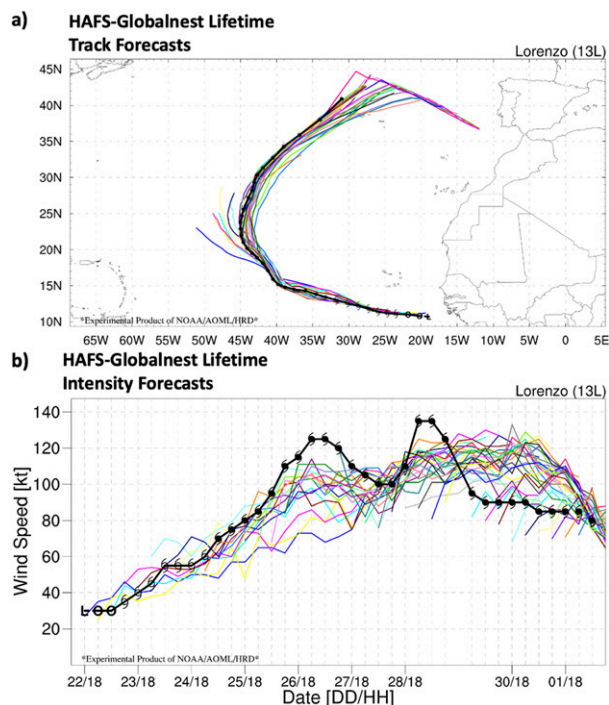 a) HAFS-Globalnest Lifetime
Track Forecasts
Lorenzo (13L)
45N
40N
35N
30N
25N
20N
15N
10N
*Experimental Product of NOAA/AOML/HRD*
65W 60W 55W 50W 45W 40W 35W 30W 25W 20W 15W 10W 5W 0 5E
b) HAFS-Globalnest Lifetime
Intensity Forecasts
Lorenzo (13L)
Wind Speed [kt]
140
120
100
80
60
40
20
L
*Experimental Product of NOAA/AOML/HRD*
22/18 23/18 24/18 25/18 26/18 27/18 28/18 30/18 01/18
Date [DD/HH]